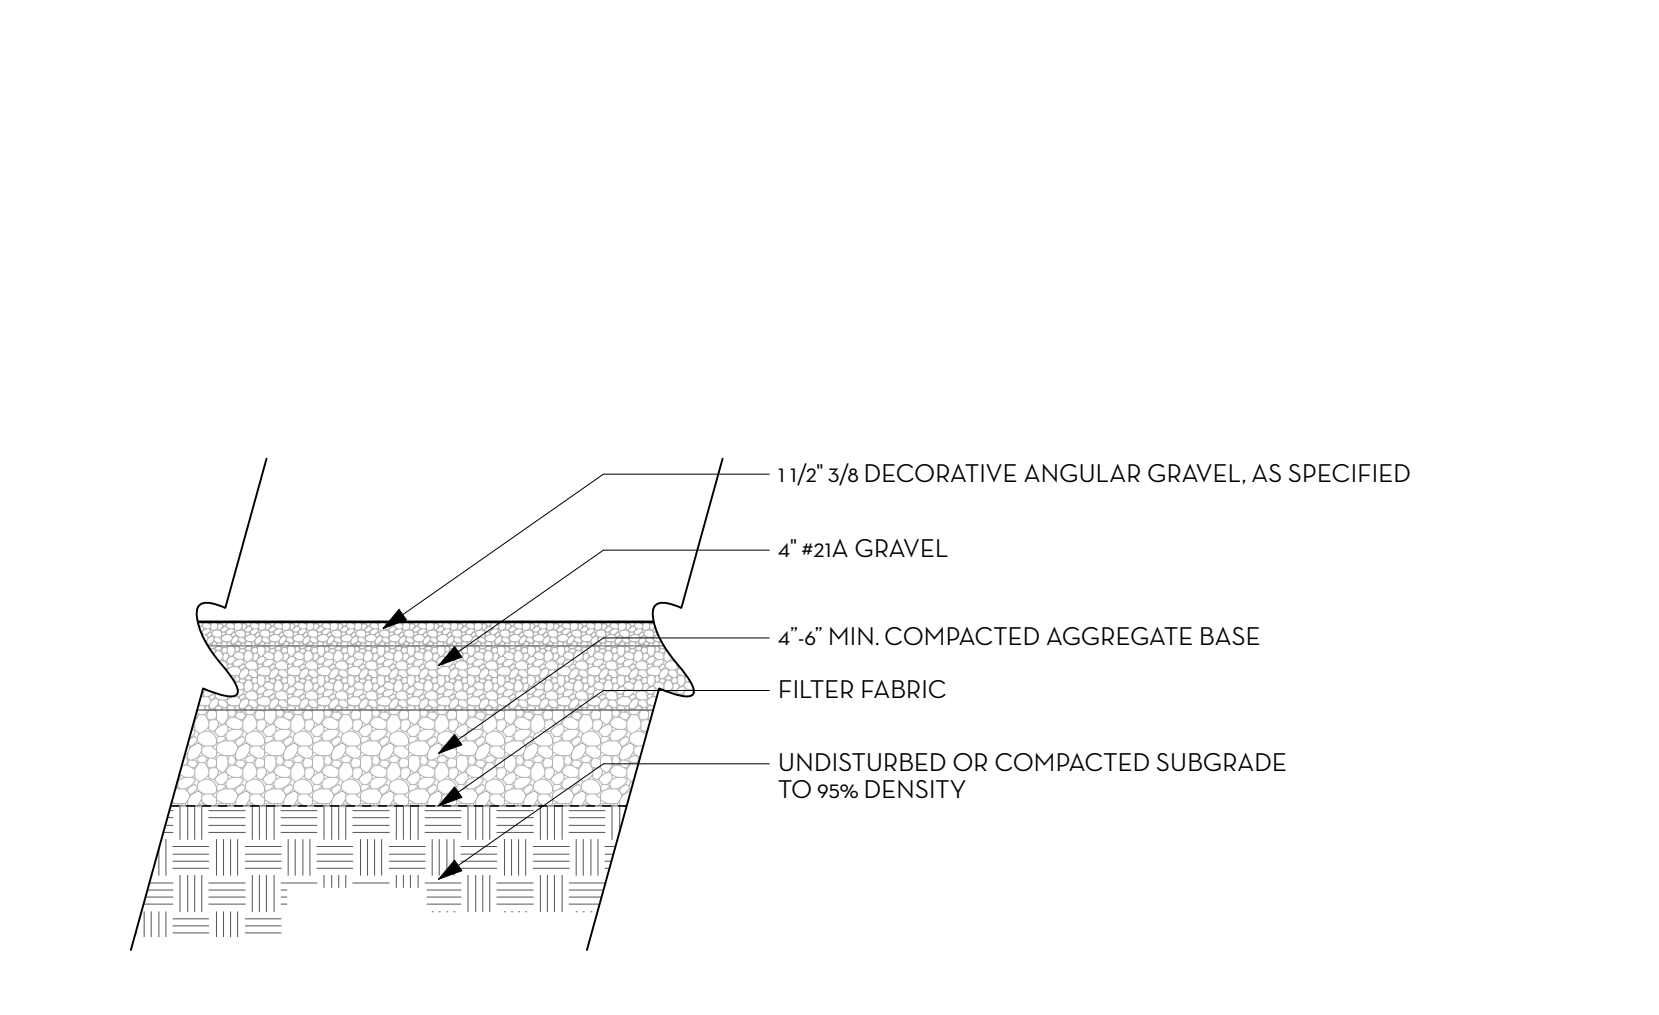 1 1/2" 3/8 DECORATIVE ANGULAR GRAVEL, AS SPECIFIED
4" #21A GRAVEL
4”-6” MIN. COMPACTED AGGREGATE BASE
FILTER FABRIC
UNDISTURBED OR COMPACTED SUBGRADE
TO 95% DENSITY